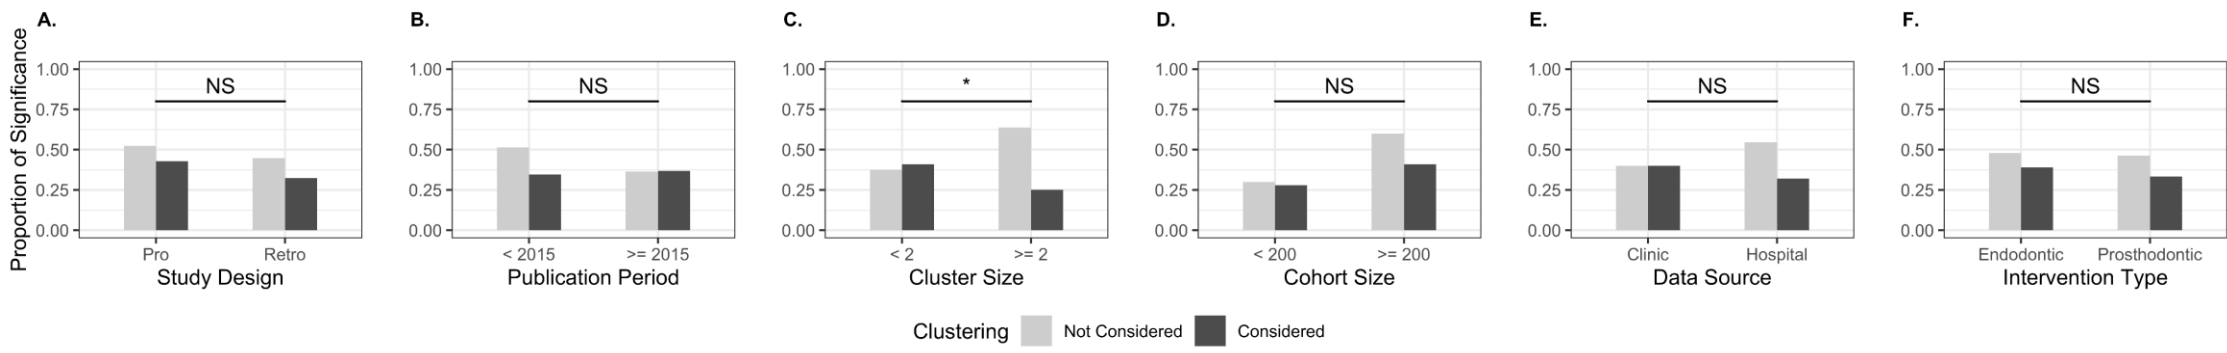 A.
B.
C.
D.
E.
F.
Proportion of Significance
1.00
0.75
0.50
0.25
0.00
NS
Pro
Retro
Study Design
1.00
0.75
0.50
0.25
0.00
NS
< 2015
>= 2015
Publication Period
1.00
0.75
0.50
0.25
0.00
*
< 2
>= 2
Cluster Size
1.00
0.75
0.50
0.25
0.00
NS
< 200
>= 200
Cohort Size
1.00
0.75
0.50
0.25
0.00
NS
Clinic
Hospital
Data Source
1.00
0.75
0.50
0.25
0.00
NS
Endodontic
Prosthodontic
Intervention Type
Clustering
Not Considered
Considered